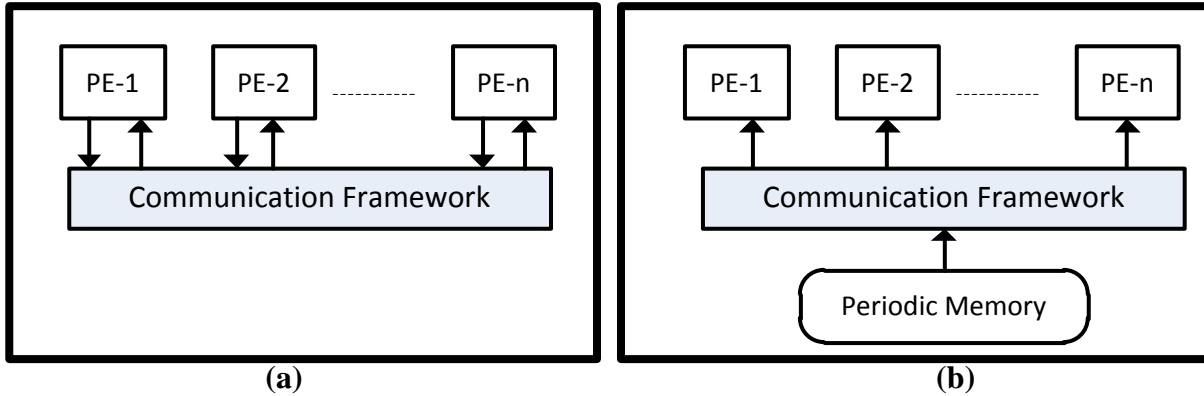 PE-1 PE-2 ----------- PE-n
Communication Framework
(a)
PE-1 PE-2 ----------- PE-n
Communication Framework
Periodic Memory
(b)